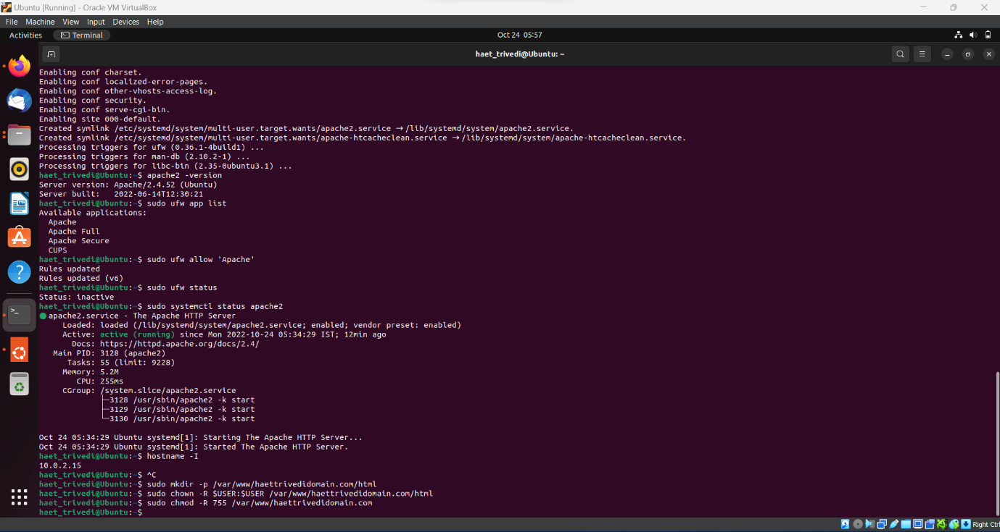 Ubuntu [Running] - Oracle VM VirtualBox
File Machine View Input Devices Help
Activities Terminal Oct 24 05:57
haet_trivedi@Ubuntu: ~
Enabling conf charset.
Enabling conf localized-error-pages.
Enabling conf other-vhosts-access-log.
Enabling conf security.
Enabling conf serve-cgi-bin.
Enabling site 000-default.
Created symlink /etc/systemd/system/multi-user.target.wants/apache2.service → /lib/systemd/system/apache2.service.
Created symlink /etc/systemd/system/multi-user.target.wants/apache-htcacheclean.service → /lib/systemd/system/apache-htcacheclean.service.
Processing triggers for ufw (0.36.1-4build1) ...
Processing triggers for man-db (2.10.2-1) ...
Processing triggers for libc-bin (2.35-0ubuntu3.1) ...
haet_trivedi@Ubuntu:~$ apache2 -version
Server version: Apache/2.4.52 (Ubuntu)
Server built:   2022-06-14T12:30:21
haet_trivedi@Ubuntu:~$ sudo ufw app list
Available applications:
  Apache
  Apache Full
  Apache Secure
  CUPS
haet_trivedi@Ubuntu:~$ sudo ufw allow 'Apache'
Rules updated
Rules updated (v6)
haet_trivedi@Ubuntu:~$ sudo ufw status
Status: inactive
haet_trivedi@Ubuntu:~$ sudo systemctl status apache2
● apache2.service - The Apache HTTP Server
     Loaded: loaded (/lib/systemd/system/apache2.service; enabled; vendor preset: enabled)
     Active: active (running) since Mon 2022-10-24 05:34:29 IST; 12min ago
       Docs: https://httpd.apache.org/docs/2.4/
   Main PID: 3128 (apache2)
      Tasks: 55 (limit: 9228)
     Memory: 5.2M
        CPU: 255ms
     CGroup: /system.slice/apache2.service
             ├─3128 /usr/sbin/apache2 -k start
             ├─3129 /usr/sbin/apache2 -k start
             └─3130 /usr/sbin/apache2 -k start
Oct 24 05:34:29 Ubuntu systemd[1]: Starting The Apache HTTP Server...
Oct 24 05:34:29 Ubuntu systemd[1]: Started The Apache HTTP Server.
haet_trivedi@Ubuntu:~$ hostname -I
10.0.2.15
haet_trivedi@Ubuntu:~$ ^C
haet_trivedi@Ubuntu:~$ sudo mkdir -p /var/www/haettrivedidomain.com/html
haet_trivedi@Ubuntu:~$ sudo chown -R $USER:$USER /var/www/haettrivedidomain.com/html
haet_trivedi@Ubuntu:~$ sudo chmod -R 755 /var/www/haettrivedidomain.com
haet_trivedi@Ubuntu:~$
Right Ctrl